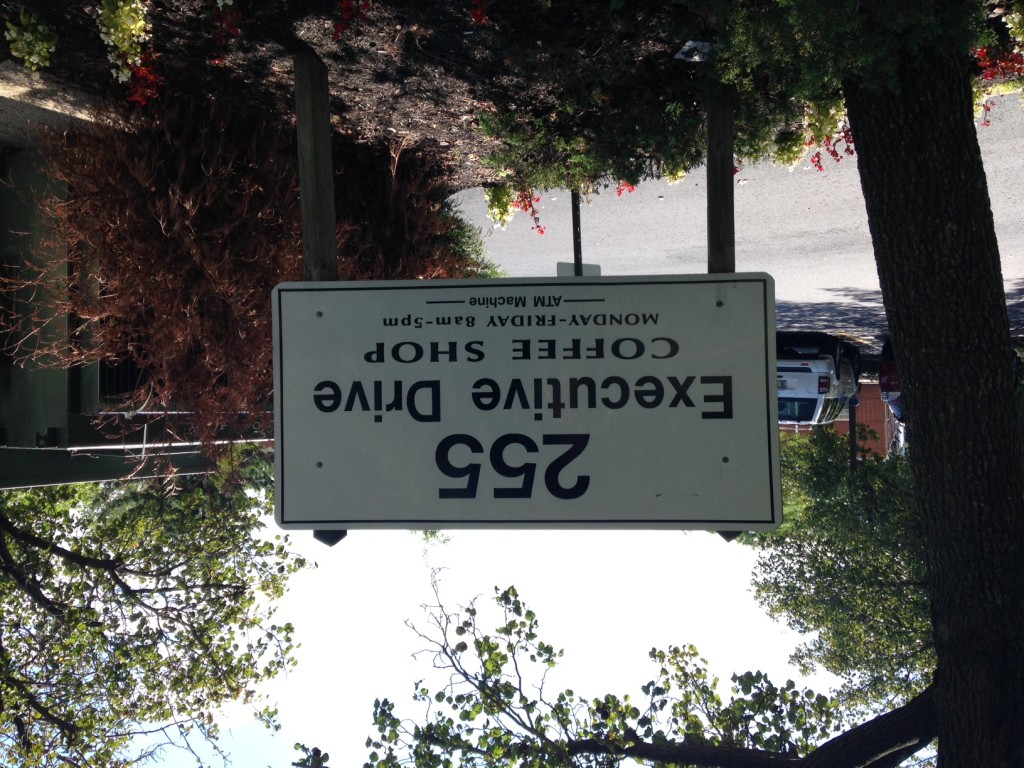 255
Executive Drive
COFFEE SHOP
MONDAY-FRIDAY 8am-5pm
ATM Machine